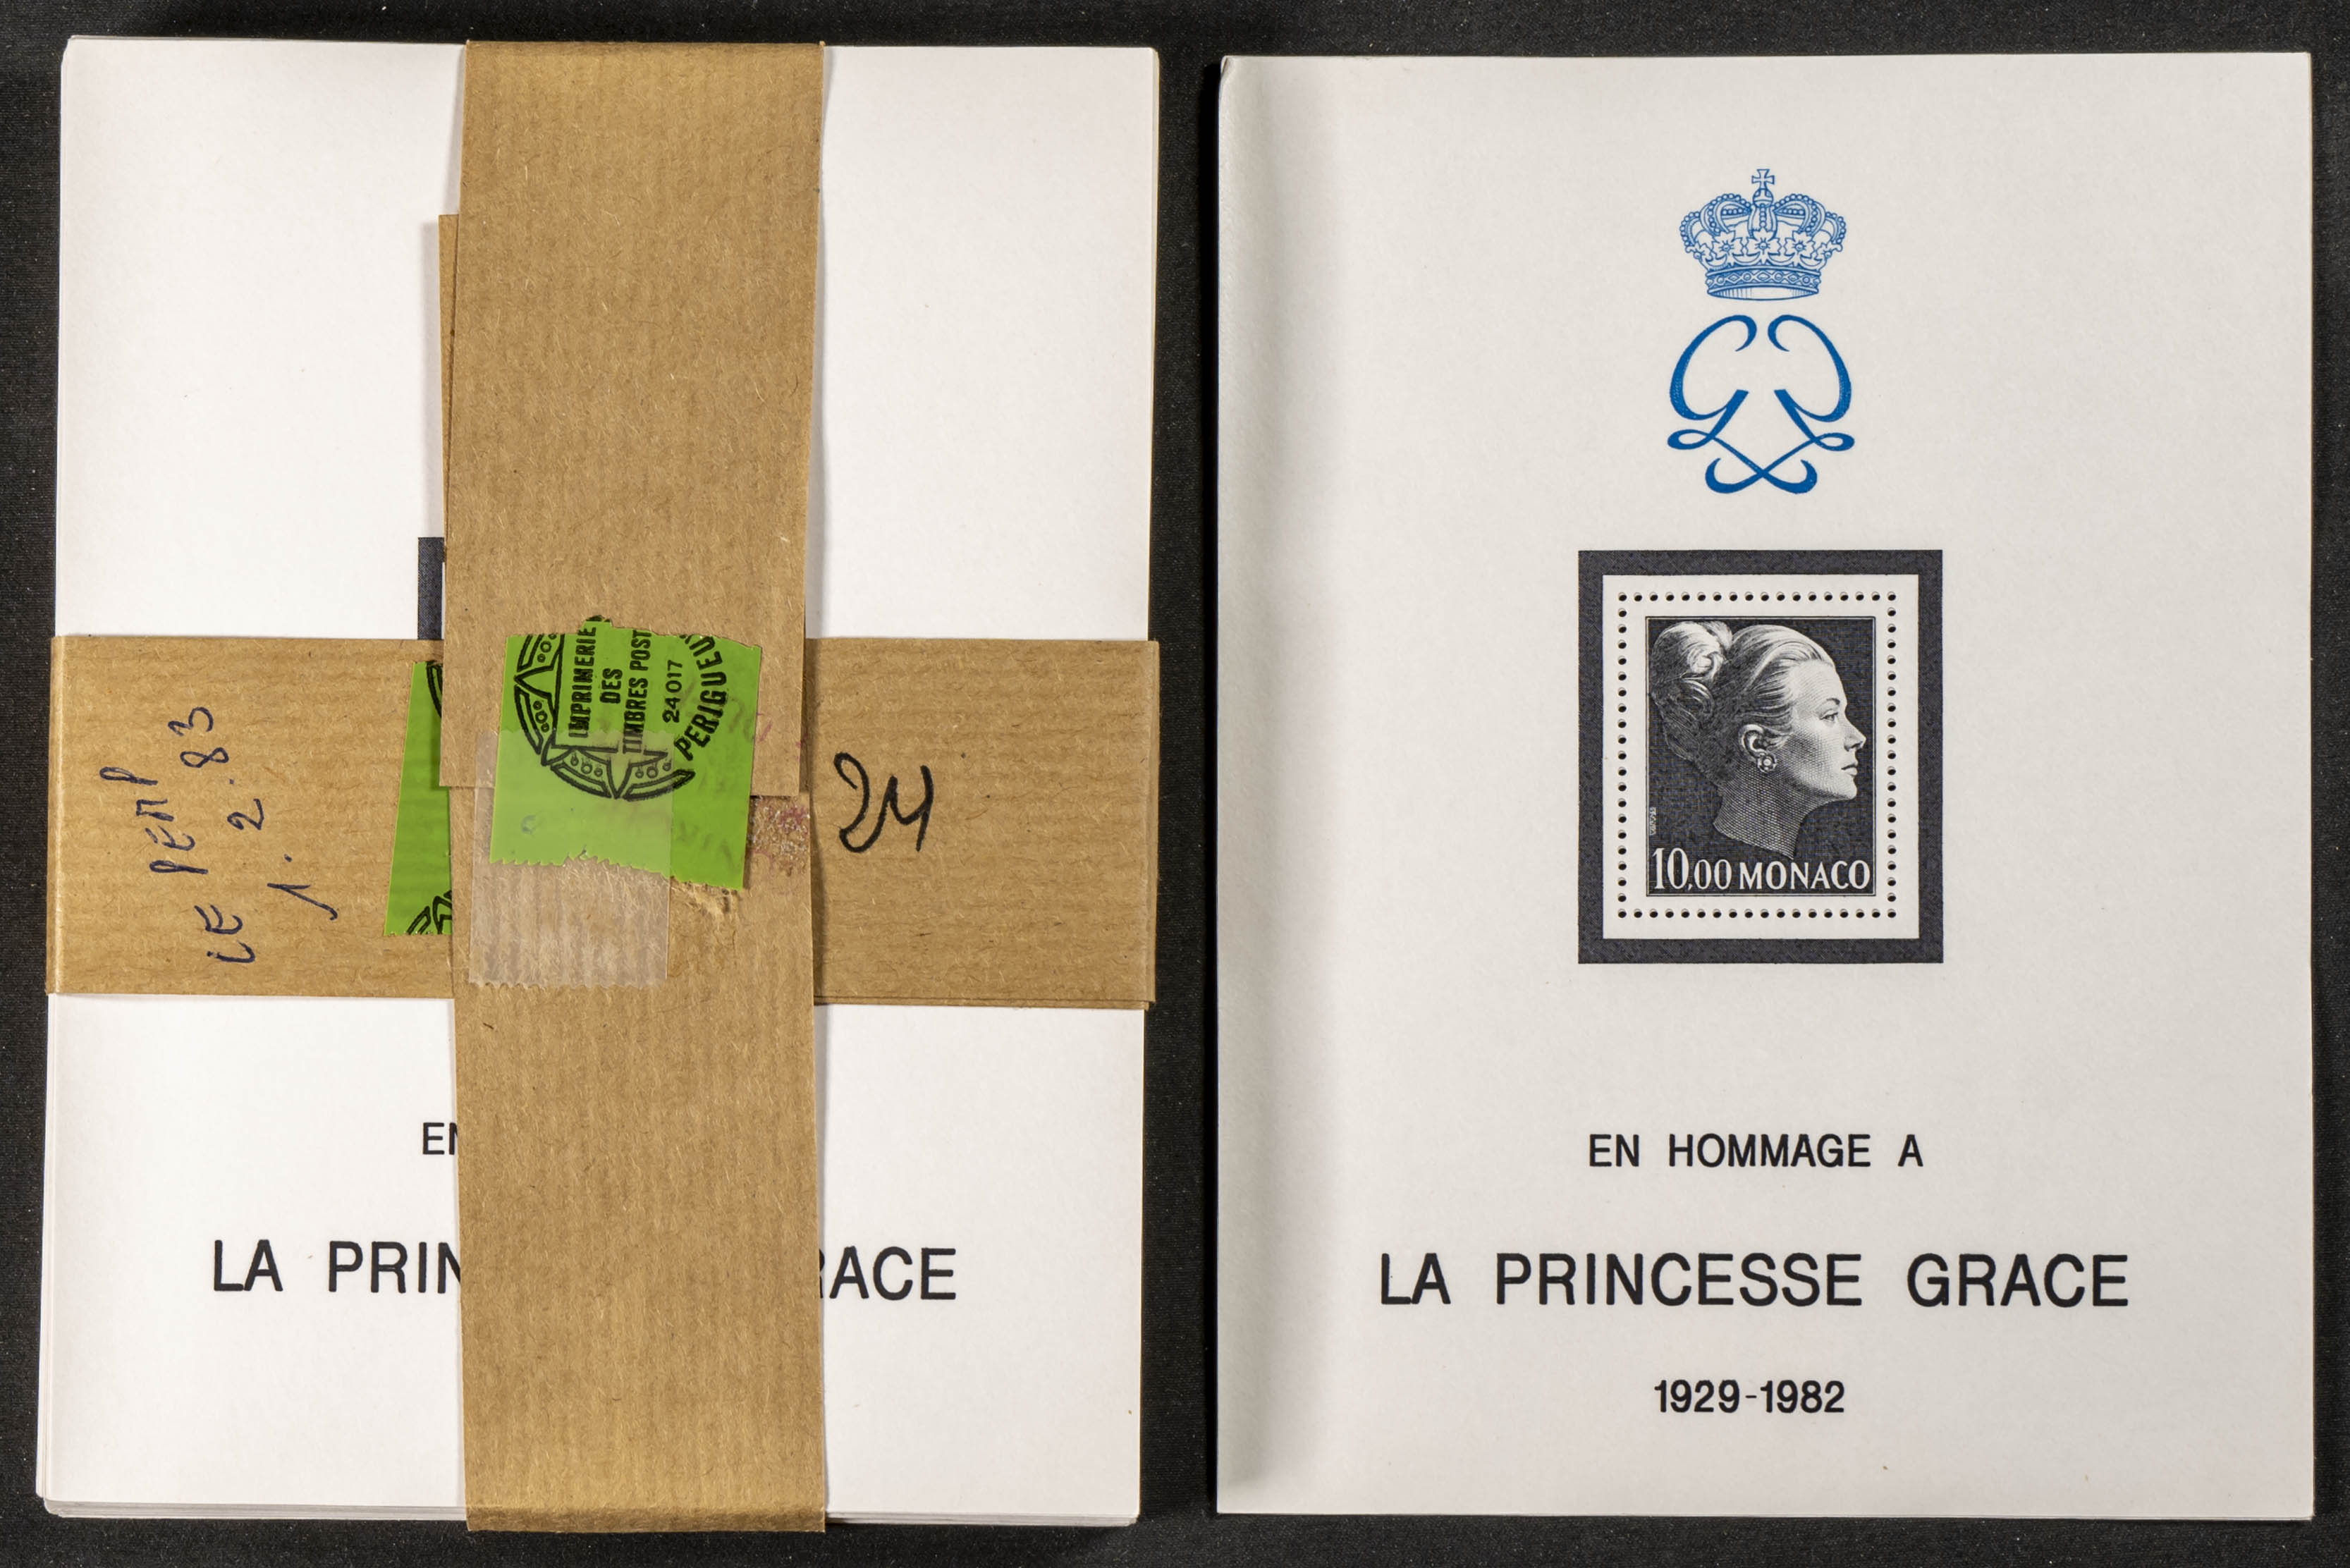 LE PEMP
1.2.83
IMPRIMERIE
DES
TIMBRES POST
24017
PERIGUEU
24
EN
LA PRIN RACE
10,00 MONACO
EN HOMMAGE A
LA PRINCESSE GRACE
1929-1982